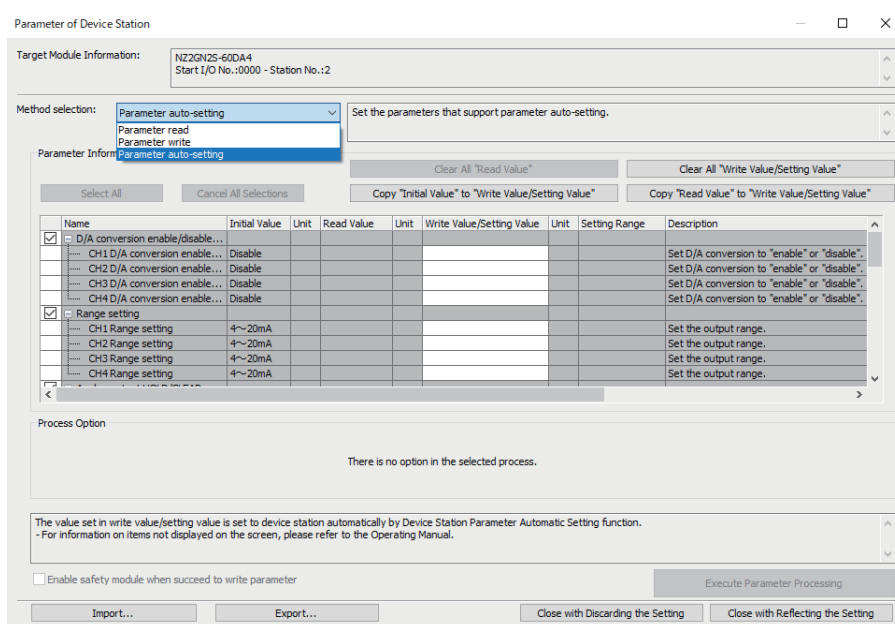 Parameter of Device Station
Target Module Information:
NZ2GN2S-60DA4
Start I/O No.:0000 - Station No.:2
Method selection:
Parameter auto-setting
Set the parameters that support parameter auto-setting.
Parameter read
Parameter write
Parameter auto-setting
Parameter Inform
Clear All "Read Value"
Clear All "Write Value/Setting Value"
Select All
Cancel All Selections
Copy "Initial Value" to "Write Value/Setting Value"
Copy "Read Value" to "Write Value/Setting Value"
Name Initial Value Unit Read Value Unit Write Value/Setting Value Unit Setting Range Description
D/A conversion enable/disable...
CH1 D/A conversion enable... Disable Set D/A conversion to "enable" or "disable".
CH2 D/A conversion enable... Disable Set D/A conversion to "enable" or "disable".
CH3 D/A conversion enable... Disable Set D/A conversion to "enable" or "disable".
CH4 D/A conversion enable... Disable Set D/A conversion to "enable" or "disable".
Range setting
CH1 Range setting 4～20mA Set the output range.
CH2 Range setting 4～20mA Set the output range.
CH3 Range setting 4～20mA Set the output range.
CH4 Range setting 4～20mA Set the output range.
Process Option
There is no option in the selected process.
The value set in write value/setting value is set to device station automatically by Device Station Parameter Automatic Setting function.
- For information on items not displayed on the screen, please refer to the Operating Manual.
Enable safety module when succeed to write parameter
Execute Parameter Processing
Import...
Export...
Close with Discarding the Setting
Close with Reflecting the Setting